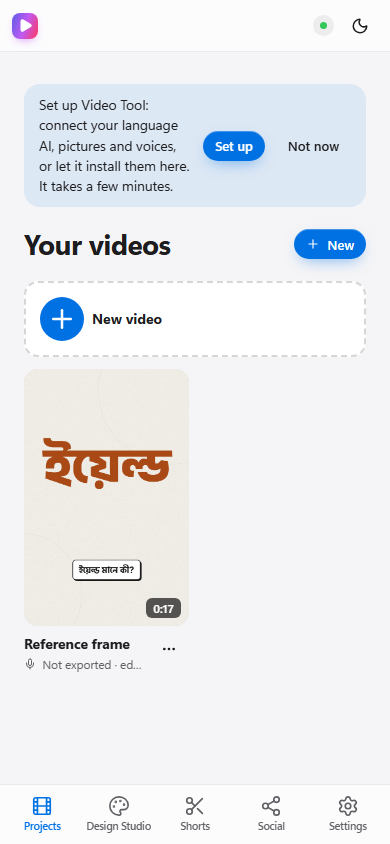 Set up Video Tool:
connect your language
AI, pictures and voices,
or let it install them here.
It takes a few minutes.
Set up
Not now
Your videos
New
New video
ইয়েল্ড
ইয়েল্ড মানে কী?
0:17
Reference frame
Not exported · ed...
Projects
Design Studio
Shorts
Social
Settings